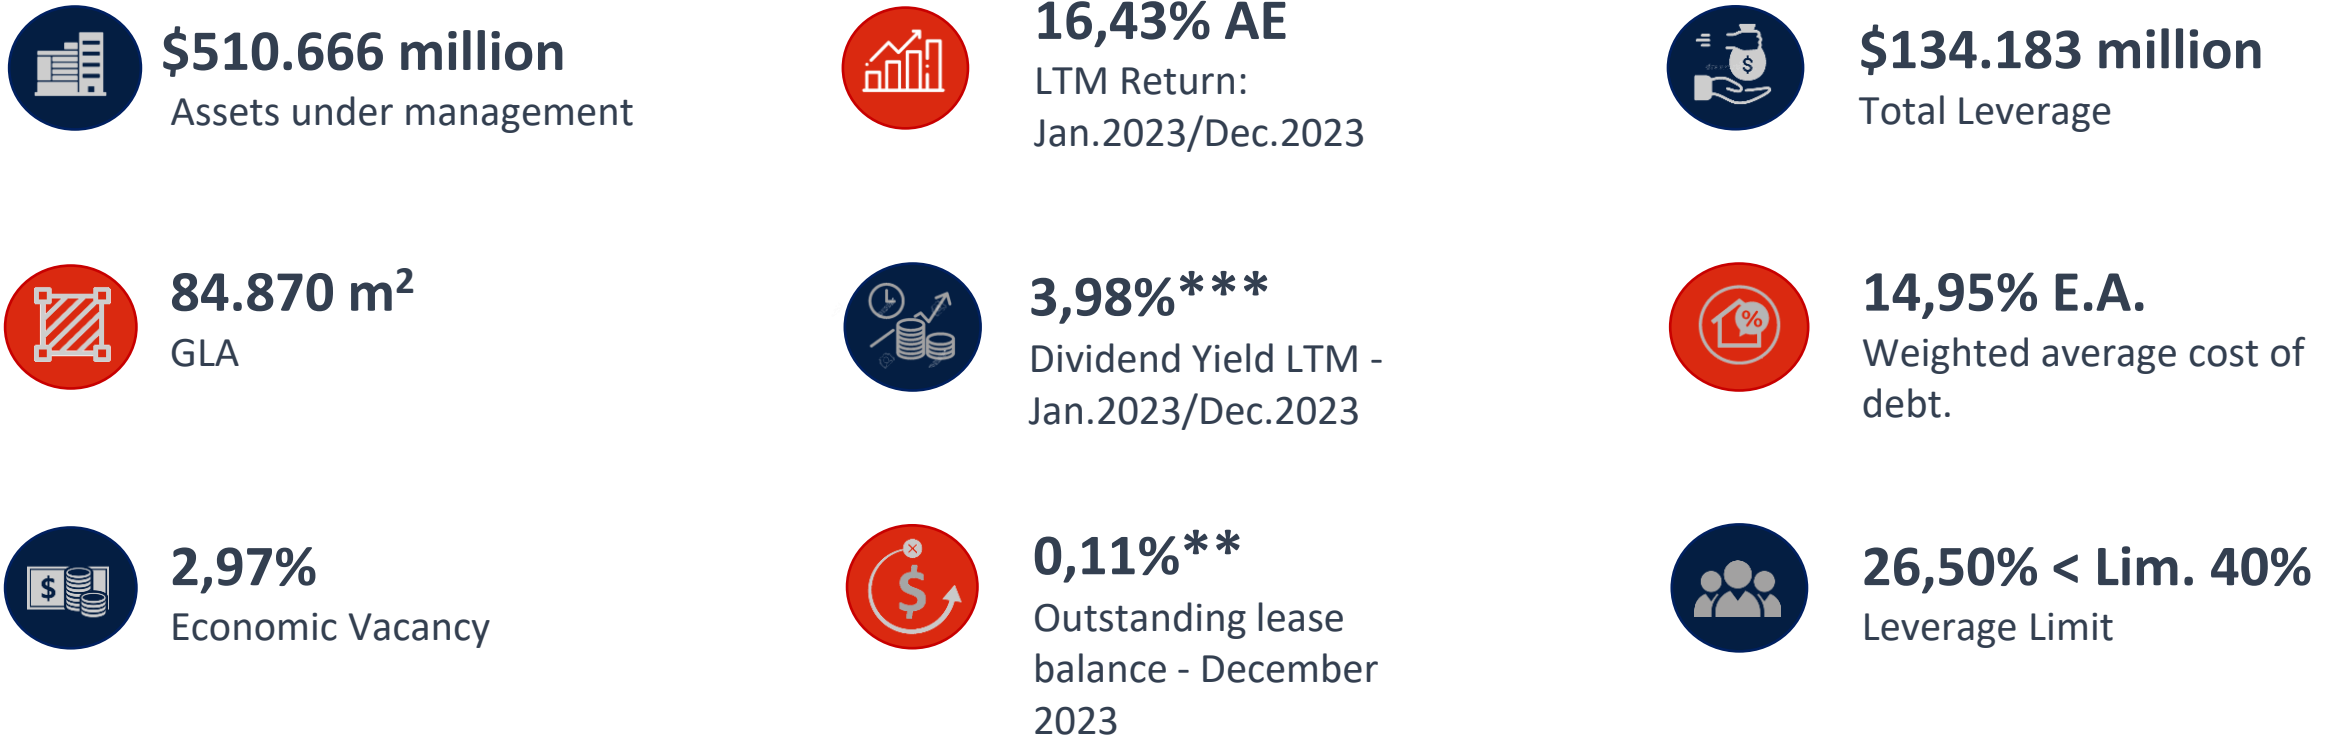 $510.666 million
Assets under management
16,43% AE
LTM Return:
Jan.2023/Dec.2023
$134.183 million
Total Leverage
84.870 m²
GLA
3,98%***
Dividend Yield LTM -
Jan.2023/Dec.2023
14,95% E.A.
Weighted average cost of
debt.
2,97%
Economic Vacancy
0,11%**
Outstanding lease
balance - December
2023
26,50% < Lim. 40%
Leverage Limit